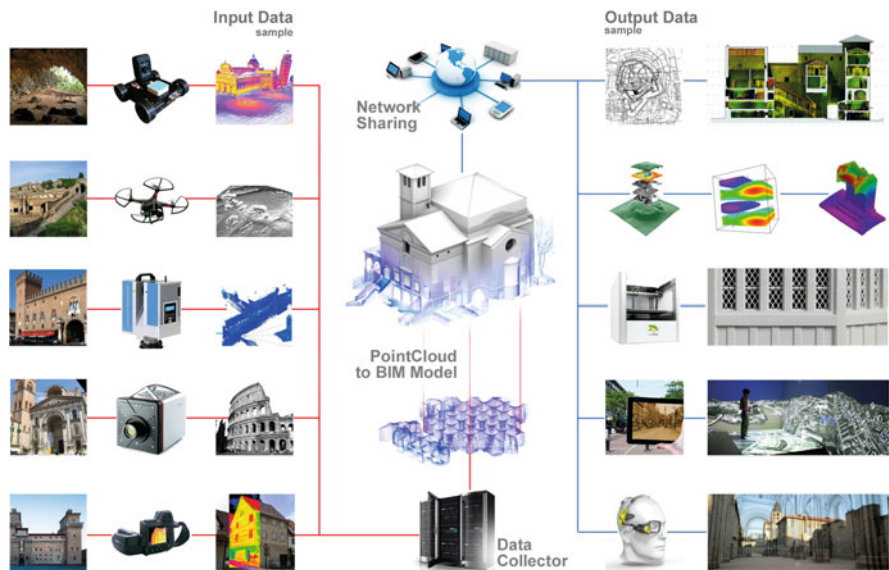 Input Data
sample
Output Data
sample
Network
Sharing
PointCloud
to BIM Model
Data
Collector